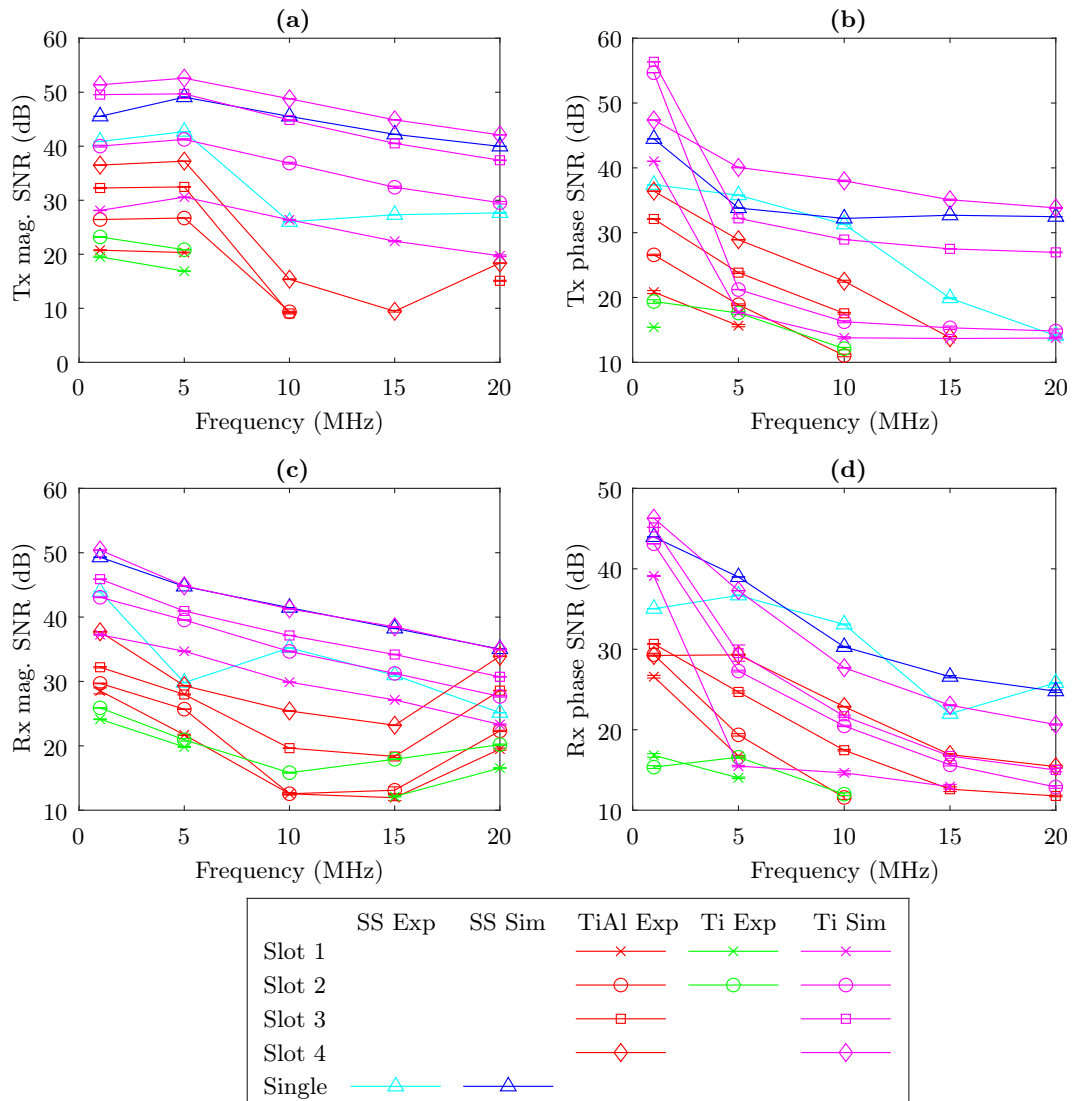 (a)
60
50
40
30
20
10
0
Tx mag. SNR (dB)
0 5 10 15 20
Frequency (MHz)
(b)
60
50
40
30
20
10
Tx phase SNR (dB)
0 5 10 15 20
Frequency (MHz)
(c)
60
50
40
30
20
10
Rx mag. SNR (dB)
0 5 10 15 20
Frequency (MHz)
(d)
50
40
30
20
10
Rx phase SNR (dB)
0 5 10 15 20
Frequency (MHz)
SS Exp SS Sim TiAl Exp Ti Exp Ti Sim
Slot 1
Slot 2
Slot 3
Slot 4
Single